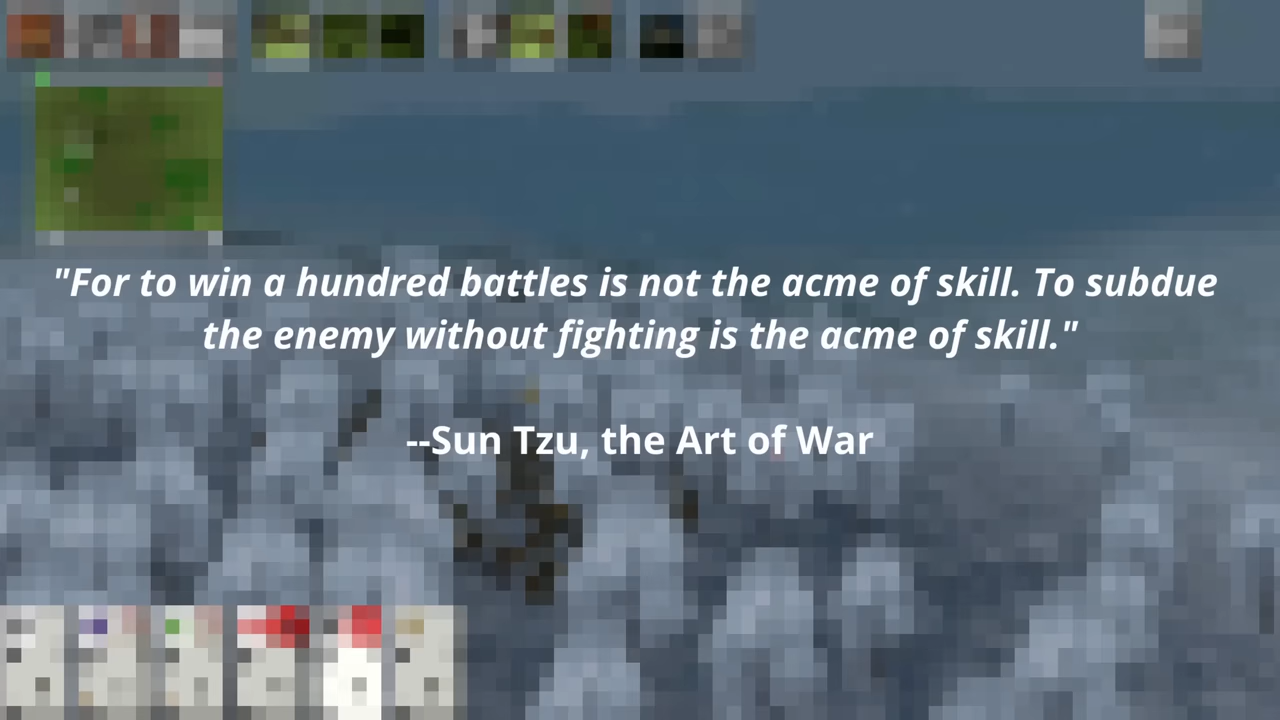 "For to win a hundred battles is not the acme of skill. To subdue
the enemy without fighting is the acme of skill."
--Sun Tzu, the Art of War